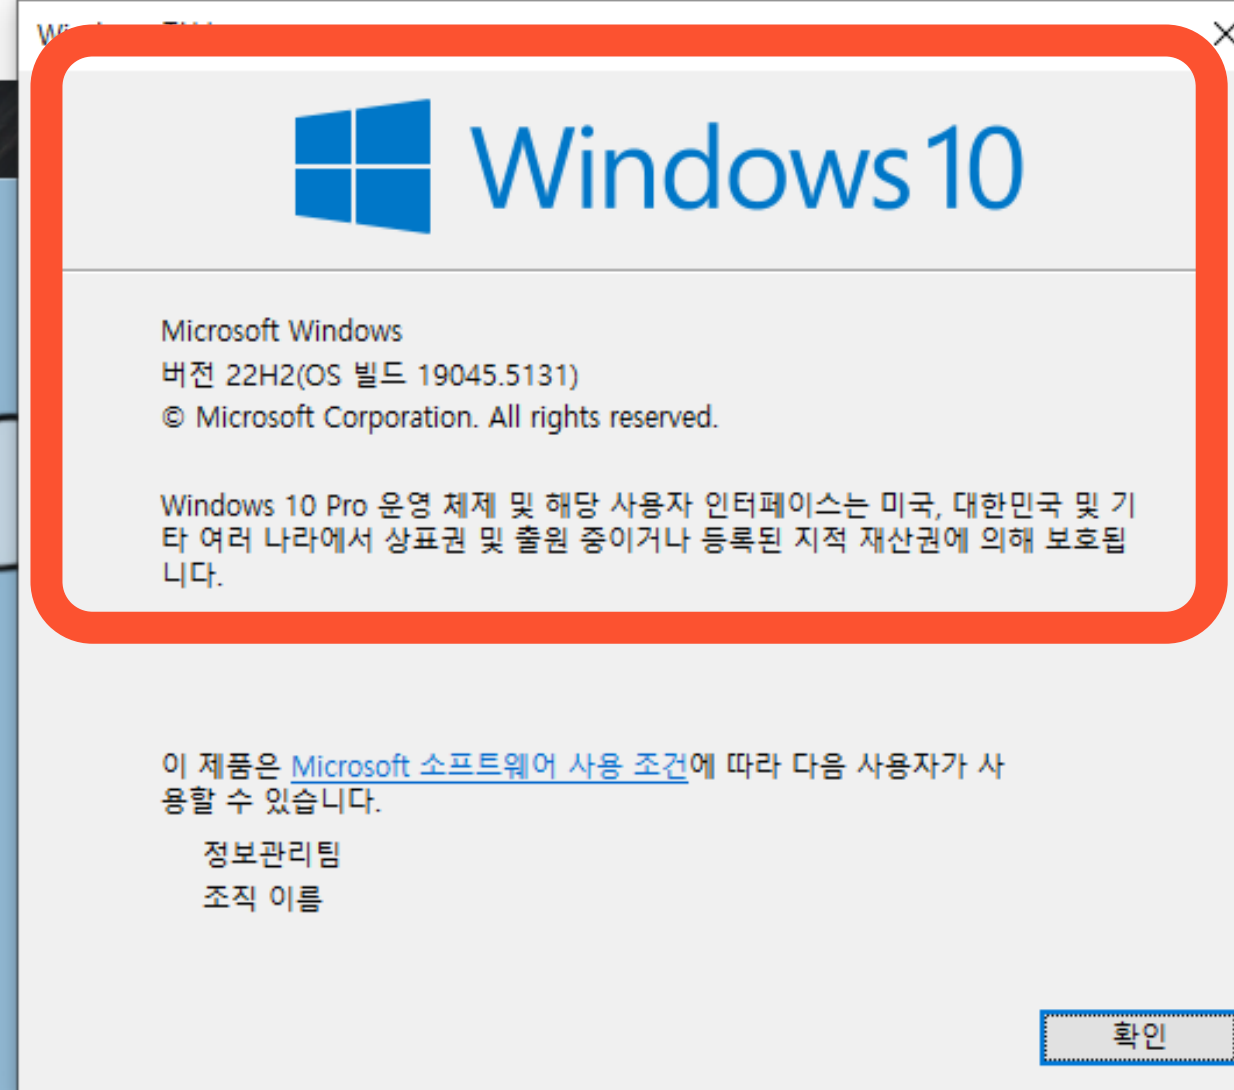 Windows 10
Microsoft Windows
버전 22H2(OS 빌드 19045.5131)
© Microsoft Corporation. All rights reserved.
Windows 10 Pro 운영 체제 및 해당 사용자 인터페이스는 미국, 대한민국 및 기
타 여러 나라에서 상표권 및 출원 중이거나 등록된 지적 재산권에 의해 보호됩
니다.
이 제품은 Microsoft 소프트웨어 사용 조건에 따라 다음 사용자가 사
용할 수 있습니다.
정보관리팀
조직 이름
확인